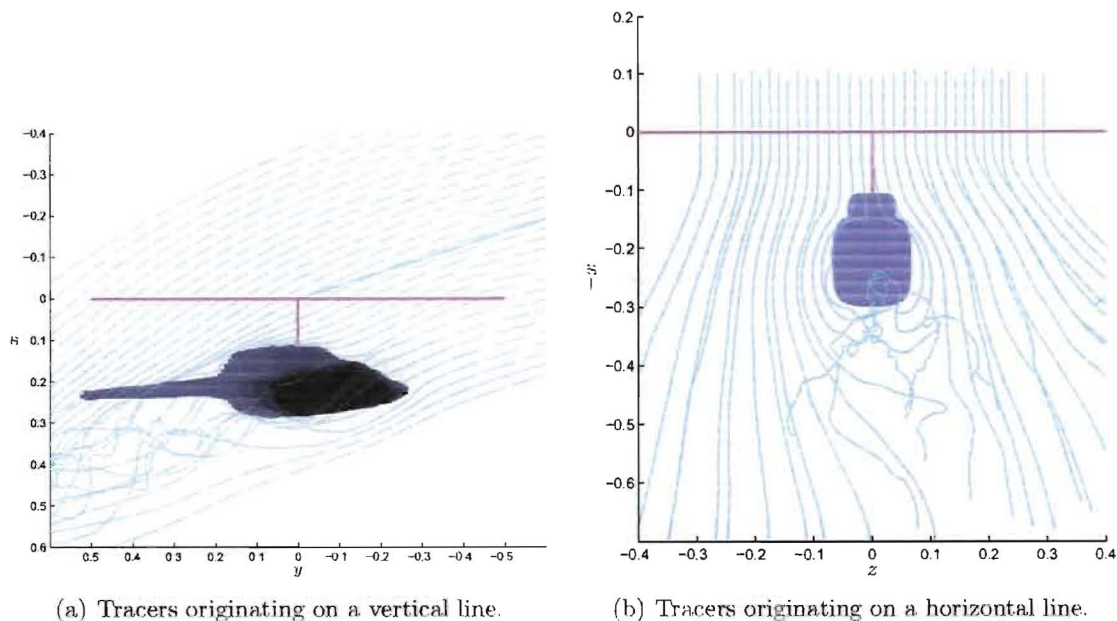 −0.4
−0.3
−0.2
−0.1
0
0.1
0.2
0.3
0.4
0.5
0.6
x
0.5 0.4 0.3 0.2 0.1 0 −0.1 −0.2 −0.3 −0.4 −0.5
y
(a) Tracers originating on a vertical line.
0.2
0.1
0
−0.1
−0.2
−0.3
−0.4
−0.5
−0.6
−x
−0.4 −0.3 −0.2 −0.1 0 0.1 0.2 0.3 0.4
z
(b) Tracers originating on a horizontal line.